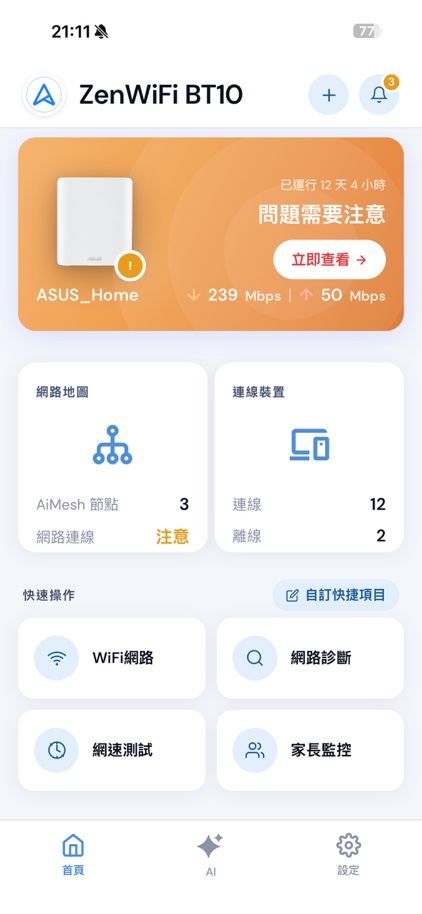 21:11
77
ZenWiFi BT10
3
已運行 12 天 4 小時
問題需要注意
立即查看 →
ASUS_Home
239 Mbps | 50 Mbps
網路地圖
AiMesh 節點 3
網路連線 注意
連線裝置
連線 12
離線 2
快速操作
自訂快捷項目
WiFi網路
網路診斷
網速測試
家長監控
首頁
AI
設定